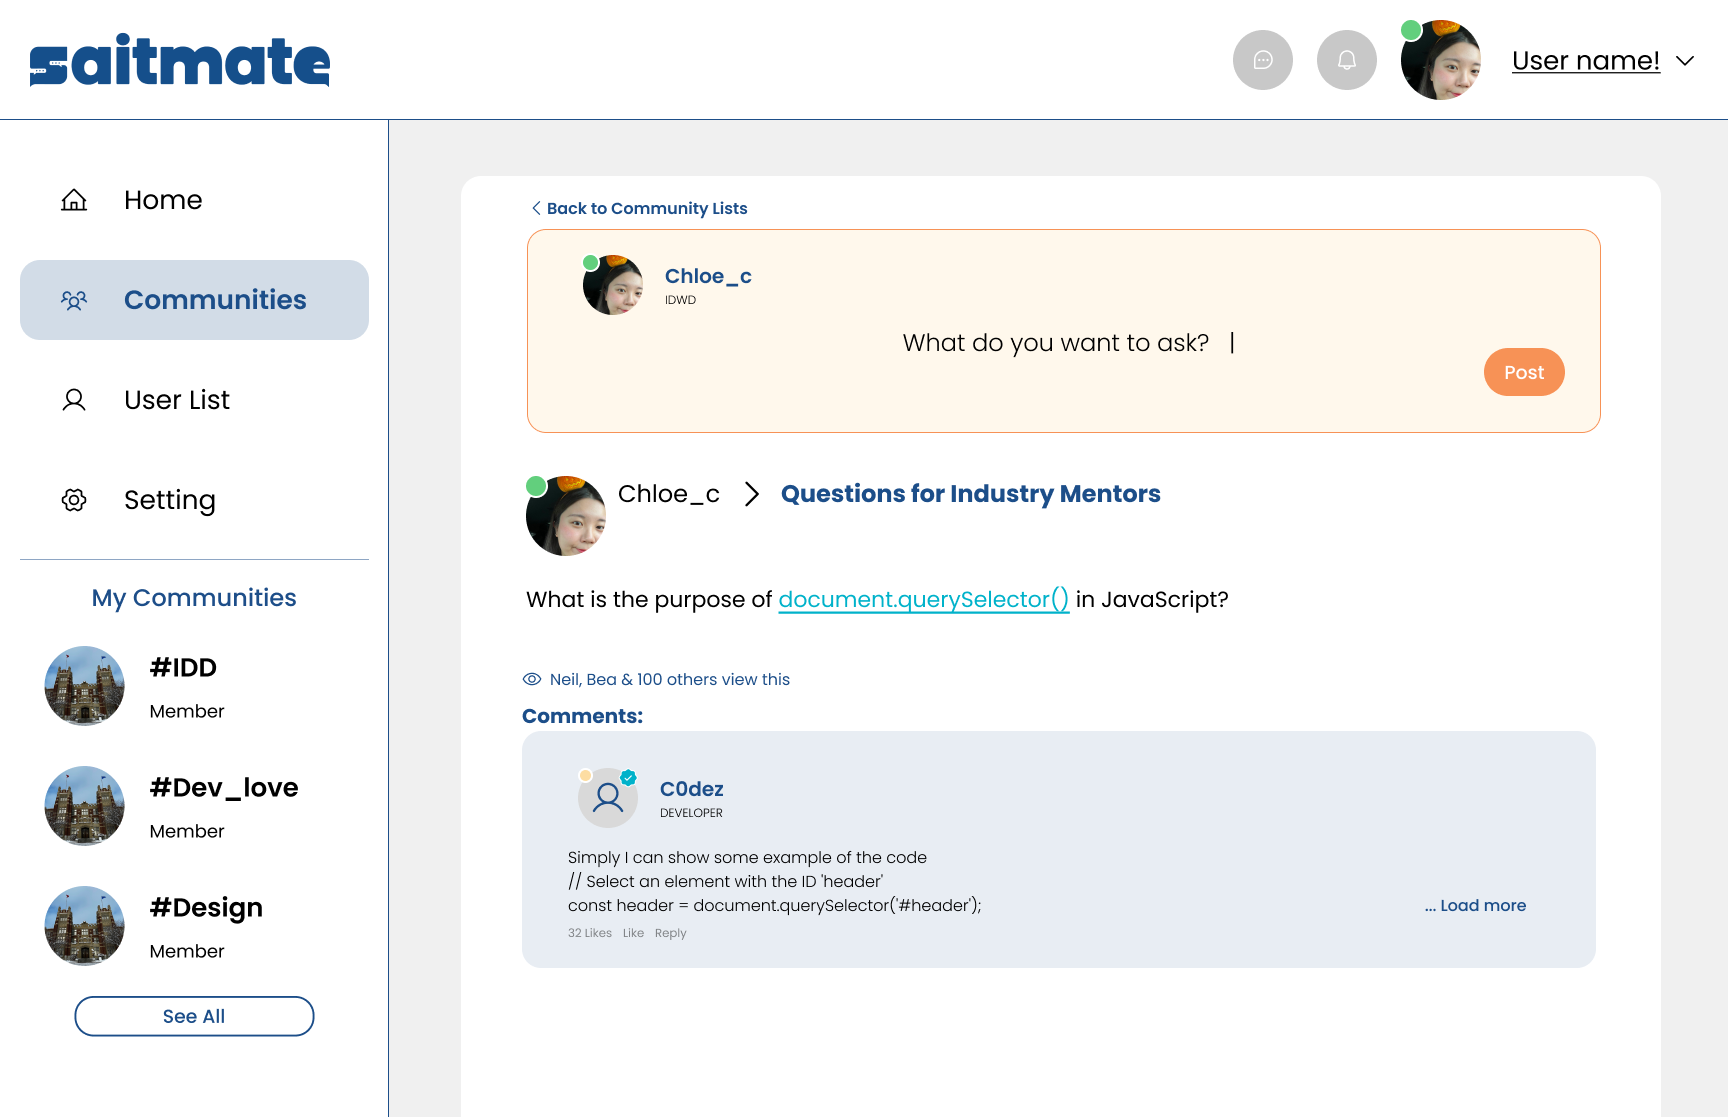 saitmate
User name!
Home
Communities
User List
Setting
My Communities
#IDD
Member
#Dev_love
Member
#Design
Member
See All
Back to Community Lists
Chloe_c
IDWD
What do you want to ask? |
Post
Chloe_c > Questions for Industry Mentors
What is the purpose of document.querySelector() in JavaScript?
Neil, Bea & 100 others view this
Comments:
C0dez
DEVELOPER
Simply I can show some example of the code
// Select an element with the ID 'header'
const header = document.querySelector('#header');
... Load more
32 Likes Like Reply